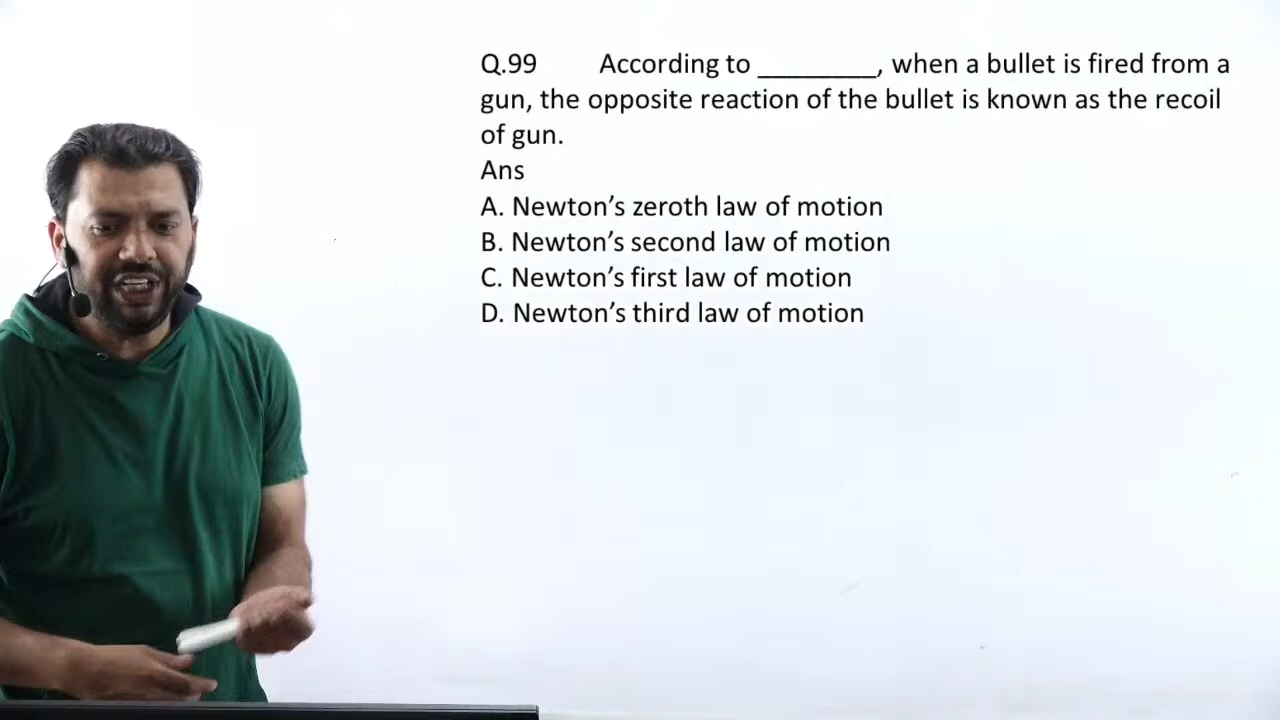 Q.99 According to ________, when a bullet is fired from a
gun, the opposite reaction of the bullet is known as the recoil
of gun.
Ans
A. Newton’s zeroth law of motion
B. Newton’s second law of motion
C. Newton’s first law of motion
D. Newton’s third law of motion